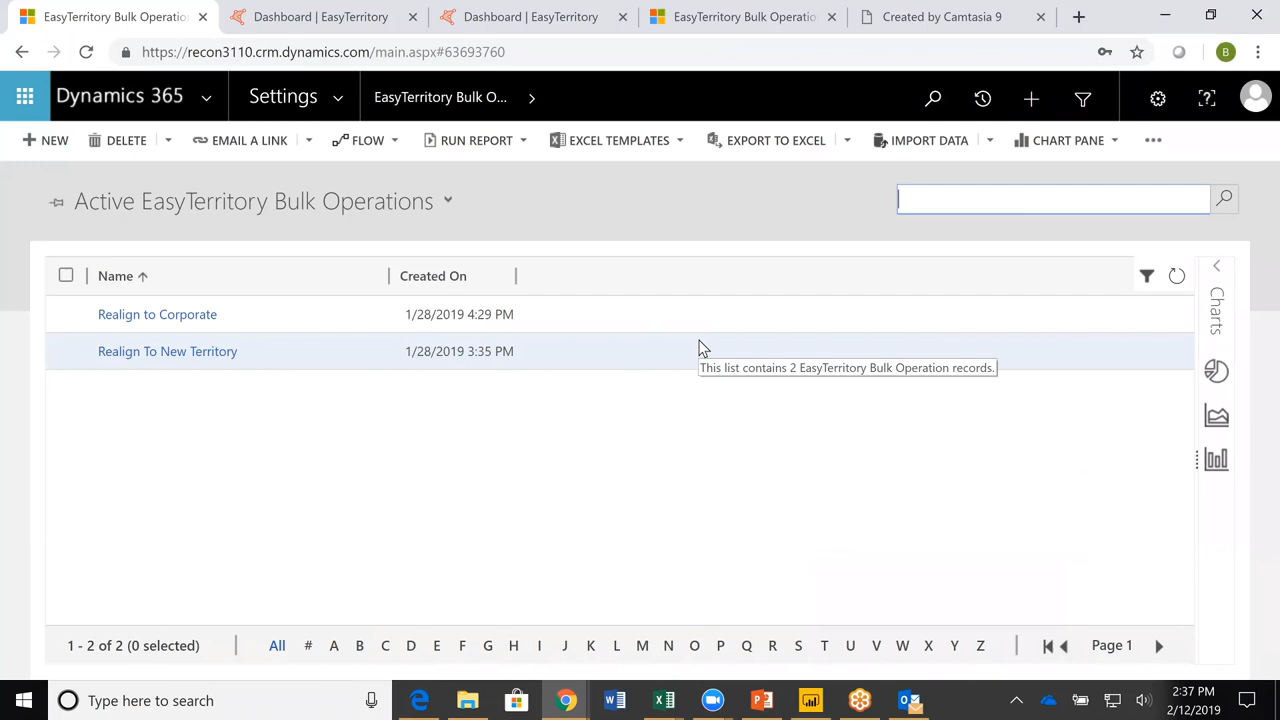 EasyTerritory Bulk Operations
Dashboard | EasyTerritory
Dashboard | EasyTerritory
EasyTerritory Bulk Operatio
Created by Camtasia 9
https://recon3110.crm.dynamics.com/main.aspx#63693760
B
Dynamics 365
Settings
EasyTerritory Bulk O...
NEW
DELETE
EMAIL A LINK
FLOW
RUN REPORT
EXCEL TEMPLATES
EXPORT TO EXCEL
IMPORT DATA
CHART PANE
Active EasyTerritory Bulk Operations
Name
Created On
Charts
Realign to Corporate
1/28/2019 4:29 PM
Realign To New Territory
1/28/2019 3:35 PM
This list contains 2 EasyTerritory Bulk Operation records.
1 - 2 of 2 (0 selected)
All # A B C D E F G H I J K L M N O P Q R S T U V W X Y Z
Page 1
Type here to search
2:37 PM
2/12/2019